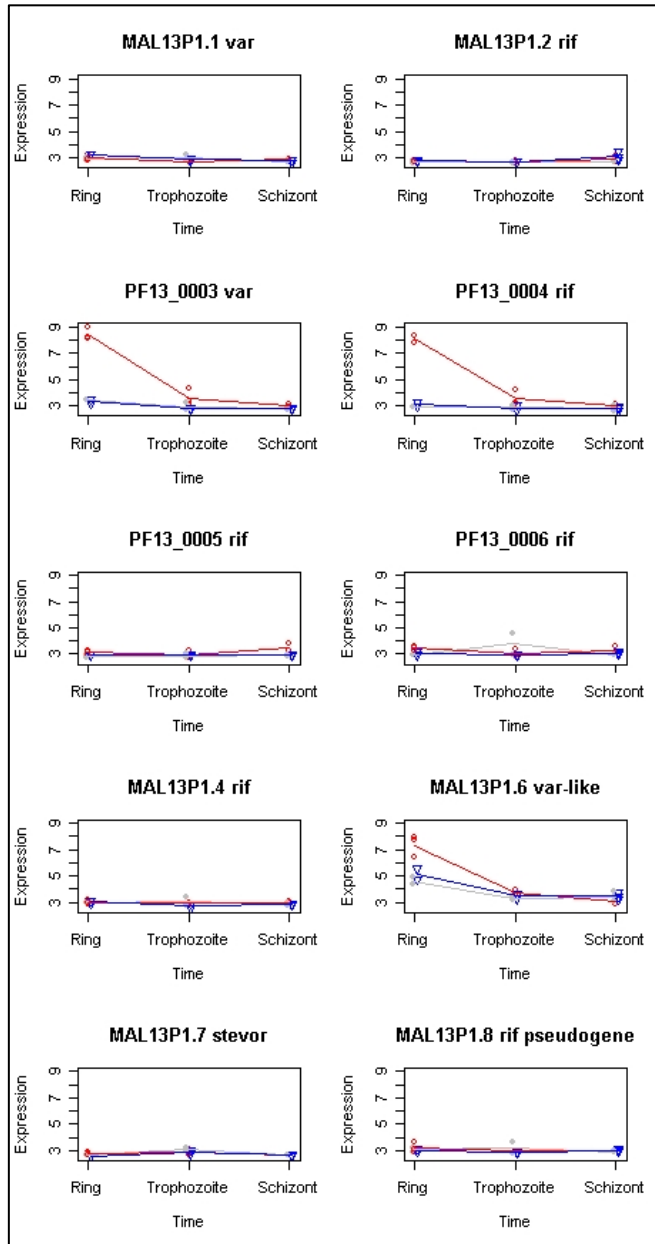 MAL13P1.1 var
Expression
3 5 7 9
Ring Trophozoite Schizont
Time
MAL13P1.2 rif
Expression
3 5 7 9
Ring Trophozoite Schizont
Time
PF13_0003 var
Expression
3 5 7 9
Ring Trophozoite Schizont
Time
PF13_0004 rif
Expression
3 5 7 9
Ring Trophozoite Schizont
Time
PF13_0005 rif
Expression
3 5 7 9
Ring Trophozoite Schizont
Time
PF13_0006 rif
Expression
3 5 7 9
Ring Trophozoite Schizont
Time
MAL13P1.4 rif
Expression
3 5 7 9
Ring Trophozoite Schizont
Time
MAL13P1.6 var-like
Expression
3 5 7 9
Ring Trophozoite Schizont
Time
MAL13P1.7 stevor
Expression
3 5 7 9
Ring Trophozoite Schizont
Time
MAL13P1.8 rif pseudogene
Expression
3 5 7 9
Ring Trophozoite Schizont
Time